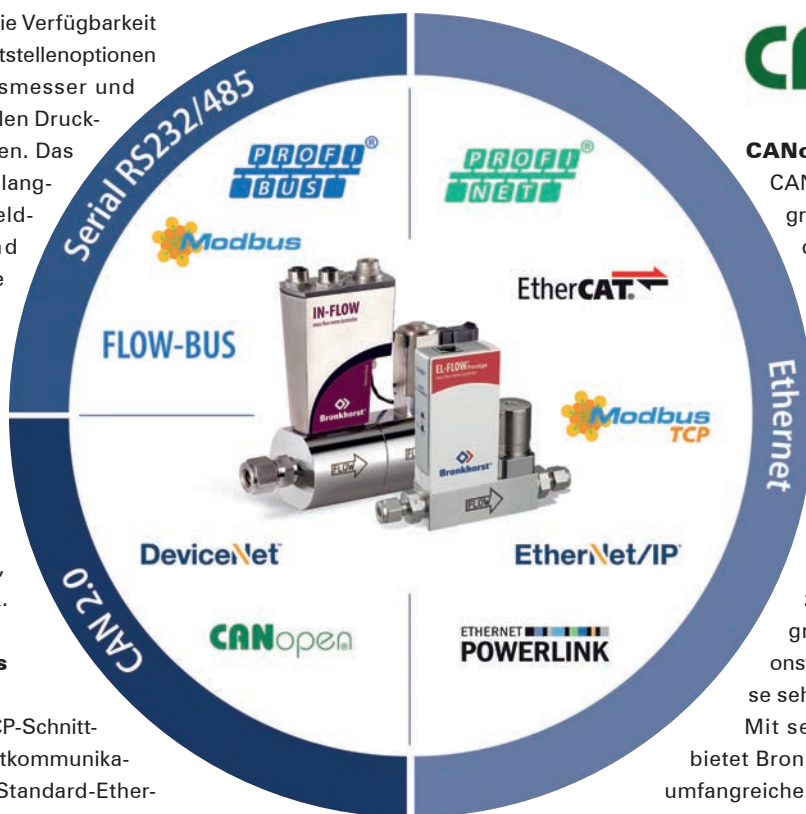 ie Verfügbarkeit
tstellenoptionen
smesser und
len Druck-
en. Das
lang-
eld-
nd
e
s
CP-Schnitt-
tkommunika-
Standard-Ether-
Serial RS232/485
PROFI®
BUS
Modbus
FLOW-BUS
PROFI®
NET
EtherCAT®
Modbus
TCP
Ethernet
IN-FLOW
Bronkhorst®
FLOW
EL-FLOW® Prestige
Bronkhorst®
FLOW
DeviceNet
CANopen
CAN 2.0
EtherNet/IP
ETHERNET
POWERLINK
CA
CANo
CAN
gr
z
gr
ons
se seh
Mit se
bietet Bron
umfangreiche